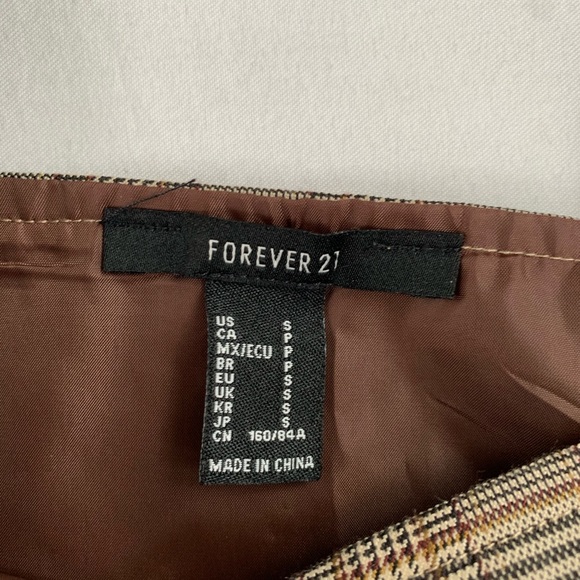 FOREVER 21
US S
CA P
MX/ECU P
BR P
EU S
UK S
KR S
JP S
CN 160/84A
MADE IN CHINA